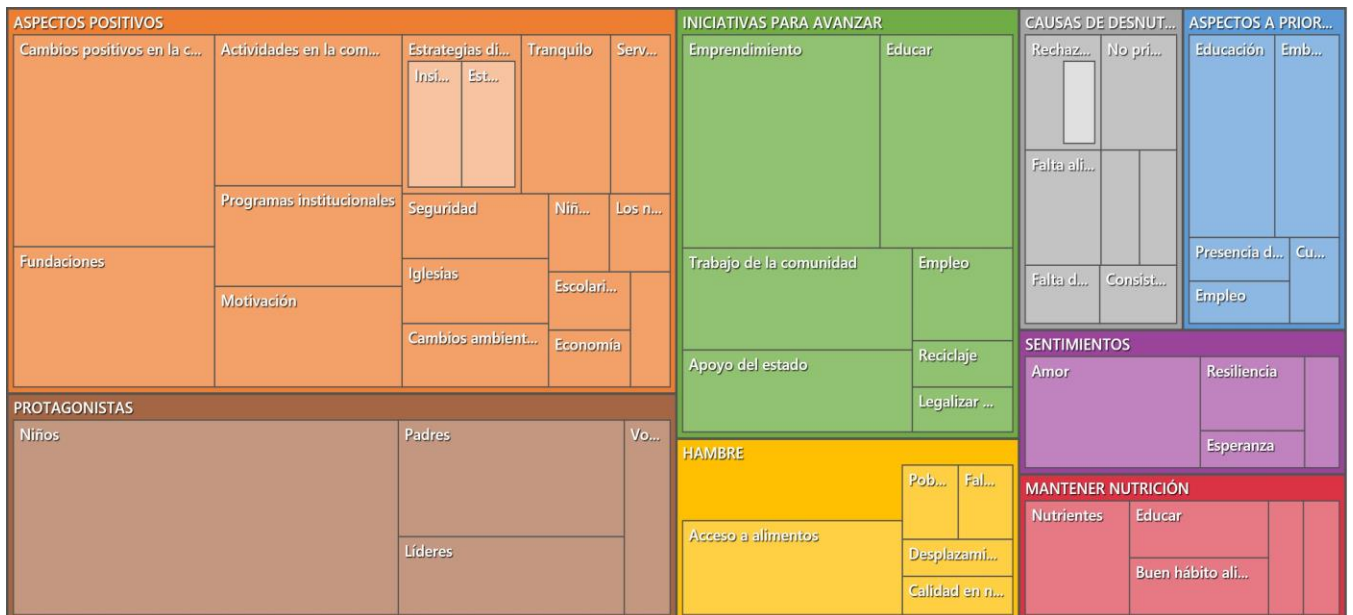 ASPECTOS POSITIVOS
Cambios positivos en la c...
Actividades en la com...
Estrategias di...
Insi...
Est...
Tranquilo
Serv...
Programas institucionales
Seguridad
Niñ...
Los n...
Fundaciones
Iglesias
Escolari...
Motivación
Cambios ambient...
Economía
PROTAGONISTAS
Niños
Padres
Vo...
Líderes
INICIATIVAS PARA AVANZAR
Emprendimiento
Educar
Trabajo de la comunidad
Empleo
Apoyo del estado
Reciclaje
Legalizar ...
HAMBRE
Pob...
Fal...
Acceso a alimentos
Desplazami...
Calidad en n...
CAUSAS DE DESNUT...
Rechaz...
No pri...
Falta ali...
Falta d...
Consist...
ASPECTOS A PRIOR...
Educación
Emb...
Presencia d...
Cu...
Empleo
SENTIMIENTOS
Amor
Resiliencia
Esperanza
MANTENER NUTRICIÓN
Nutrientes
Educar
Buen hábito ali...